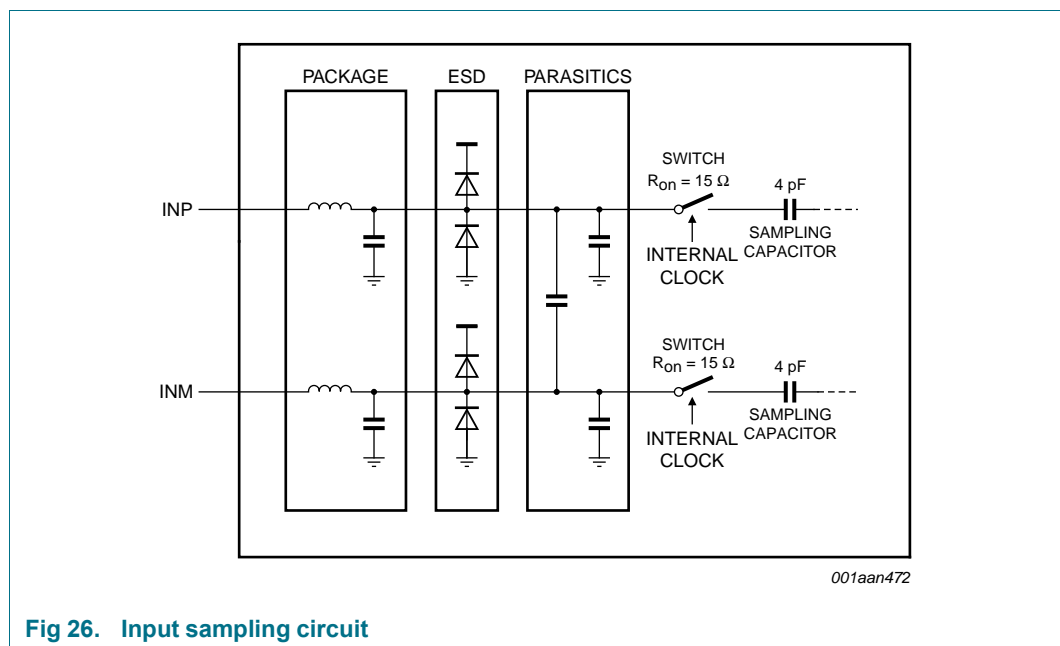 PACKAGE
ESD
PARASITICS
SWITCH
Ron = 15 Ω
4 pF
INP
SAMPLING
CAPACITOR
INTERNAL
CLOCK
SWITCH
Ron = 15 Ω
4 pF
INM
SAMPLING
CAPACITOR
INTERNAL
CLOCK
001aan472
Fig 26. Input sampling circuit